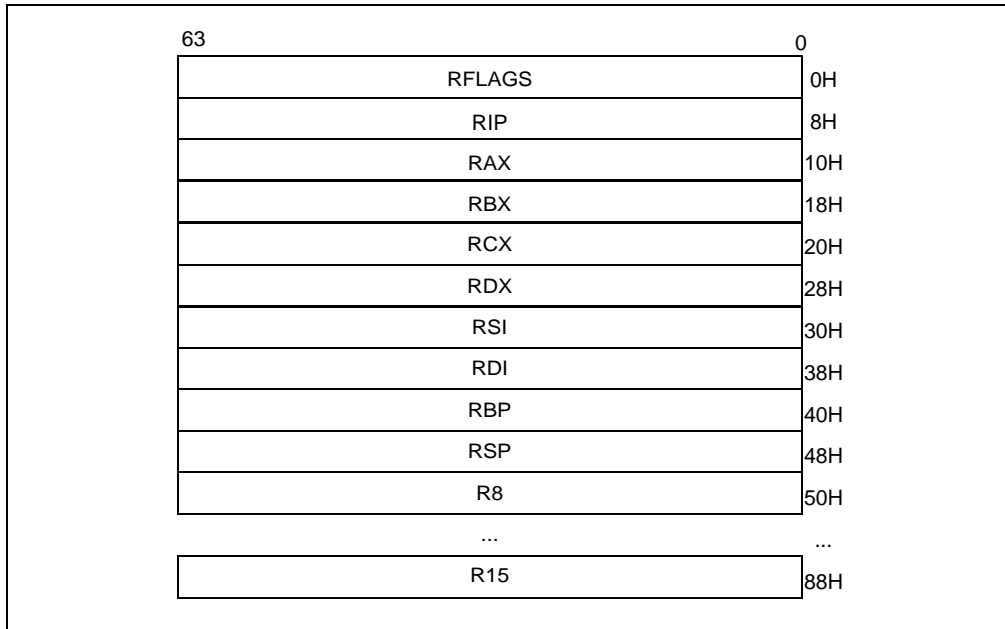 63 0
RFLAGS 0H
RIP 8H
RAX 10H
RBX 18H
RCX 20H
RDX 28H
RSI 30H
RDI 38H
RBP 40H
RSP 48H
R8 50H
... ...
R15 88H